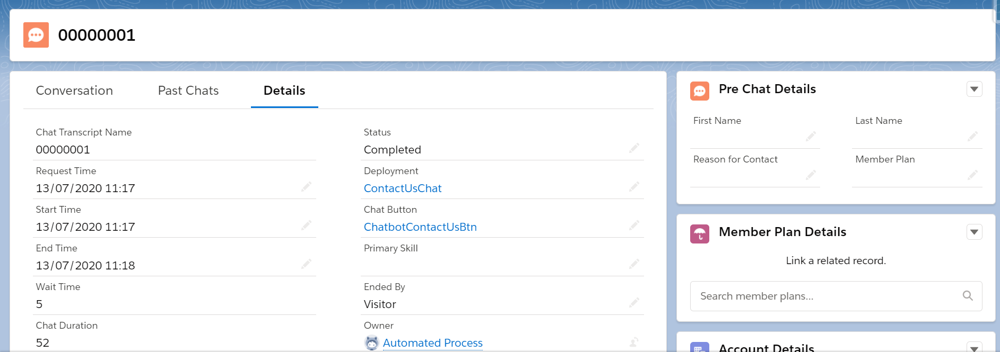 00000001
Conversation
Past Chats
Details
Chat Transcript Name
00000001
Request Time
13/07/2020 11:17
Start Time
13/07/2020 11:17
End Time
13/07/2020 11:18
Wait Time
5
Chat Duration
52
Status
Completed
Deployment
ContactUsChat
Chat Button
ChatbotContactUsBtn
Primary Skill
Ended By
Visitor
Owner
Automated Process
Pre Chat Details
First Name
Last Name
Reason for Contact
Member Plan
Member Plan Details
Link a related record.
Search member plans...
Account Details